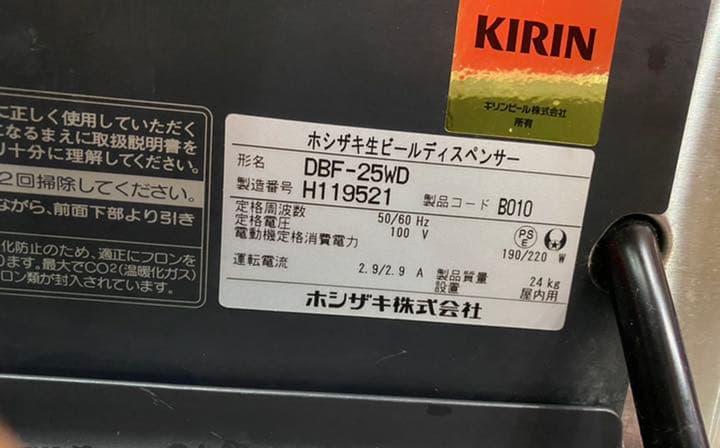 KIRIN
キリンビール株式会社
所有
に正しく使用していただく
になるまえに取扱説明書を
り十分に理解してください。
2回掃除してください。
ながら、前面下部より引き
化防止のため、適正にフロンを
ります。最大でCO2(温暖化ガス)
ロン類が封入されています。
ホシザキ生ビールディスペンサー
形名 DBF-25WD
製造番号 H119521 製品コード B010
定格周波数 50/60 Hz
定格電圧 100 V
PS
E
電動機定格消費電力 190/220 W
運転電流 2.9/2.9 A 製品質量 24kg
設置 屋内用
ホシザキ株式会社